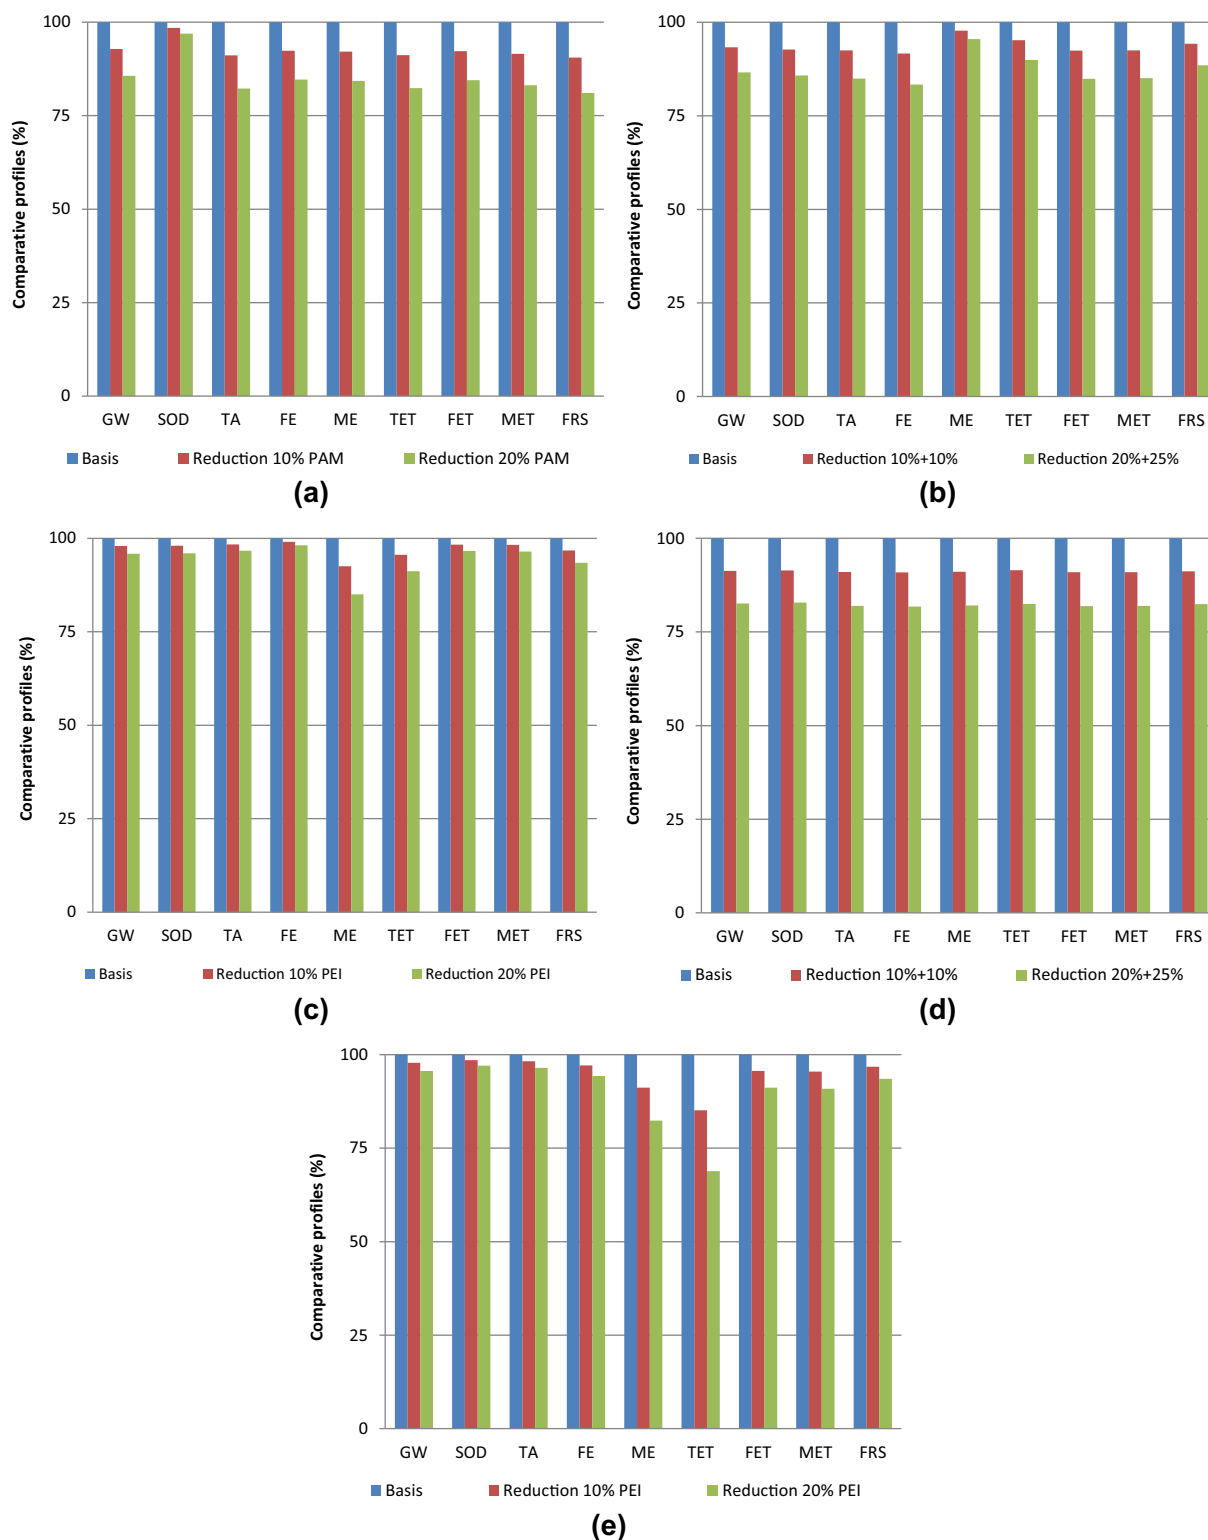 100
75
50
25
0
Comparative profiles (%)
GW SOD TA FE ME TET FET MET FRS
Basis Reduction 10% PAM Reduction 20% PAM
(a)
100
75
50
25
0
Comparative profiles (%)
GW SOD TA FE ME TET FET MET FRS
Basis Reduction 10%+10% Reduction 20%+25%
(b)
100
75
50
25
0
Comparative profiles (%)
GW SOD TA FE ME TET FET MET FRS
Basis Reduction 10% PEI Reduction 20% PEI
(c)
100
75
50
25
0
Comparative profiles (%)
GW SOD TA FE ME TET FET MET FRS
Basis Reduction 10%+10% Reduction 20%+25%
(d)
100
75
50
25
0
Comparative profiles (%)
GW SOD TA FE ME TET FET MET FRS
Basis Reduction 10% PEI Reduction 20% PEI
(e)